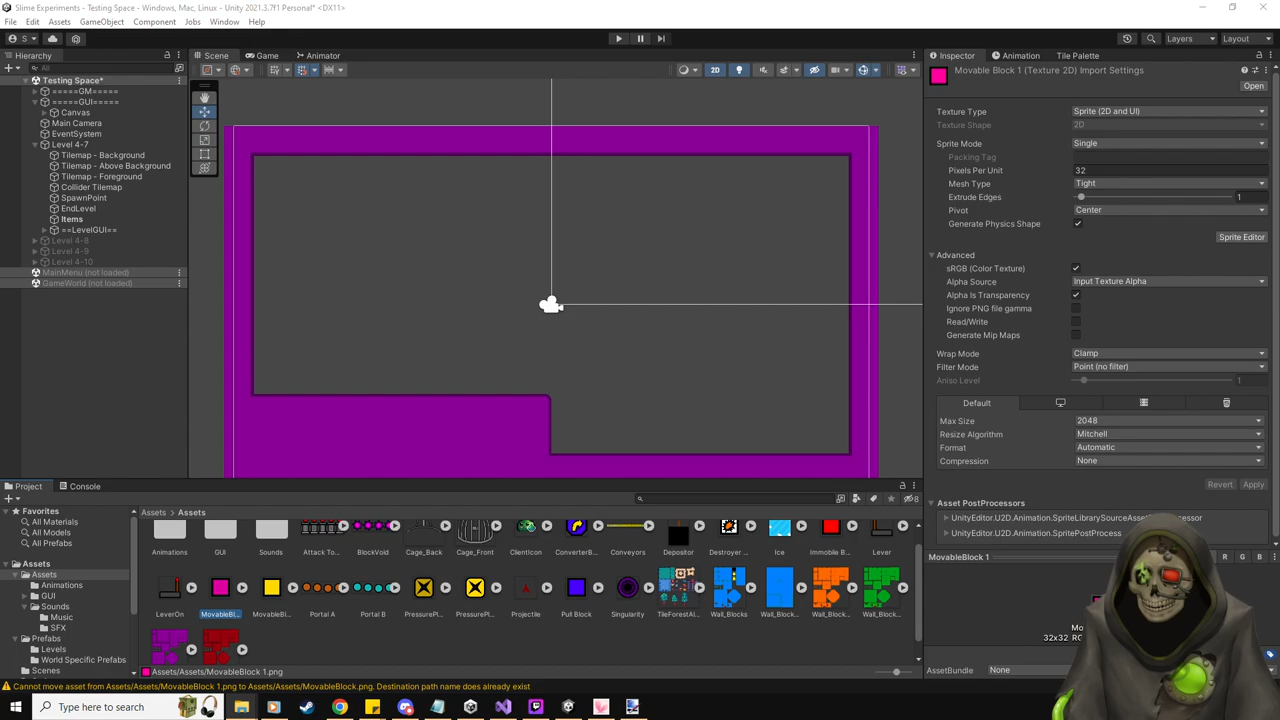 Slime Experiments - Testing Space - Windows, Mac, Linux - Unity 2021.3.7f1 Personal* <DX11>
File Edit Assets GameObject Component Jobs Window Help
S
Layers Layout
Hierarchy
All
Testing Space*
=====GM=====
=====GUI=====
Canvas
Main Camera
EventSystem
Level 4-7
Tilemap - Background
Tilemap - Above Background
Tilemap - Foreground
Collider Tilemap
SpawnPoint
EndLevel
Items
==LevelGUI==
Level 4-8
Level 4-9
Level 4-10
MainMenu (not loaded)
GameWorld (not loaded)
Scene Game Animator
2D
Inspector Animation Tile Palette
Movable Block 1 (Texture 2D) Import Settings
Open
Texture Type Sprite (2D and UI)
Texture Shape 2D
Sprite Mode Single
Packing Tag
Pixels Per Unit 32
Mesh Type Tight
Extrude Edges 1
Pivot Center
Generate Physics Shape
Sprite Editor
Advanced
sRGB (Color Texture)
Alpha Source Input Texture Alpha
Alpha Is Transparency
Ignore PNG file gamma
Read/Write
Generate Mip Maps
Wrap Mode Clamp
Filter Mode Point (no filter)
Aniso Level 1
Default
Max Size 2048
Resize Algorithm Mitchell
Format Automatic
Compression None
Revert Apply
Asset PostProcessors
UnityEditor.U2D.Animation.SpriteLibrarySourceAsset
UnityEditor.U2D.Animation.SpritePostProcess
MovableBlock 1
R G B
32x32
AssetBundle None
Project Console
8
Favorites
All Materials
All Models
All Prefabs
Assets
Assets
Animations
GUI
Sounds
Music
SFX
Prefabs
Levels
World Specific Prefabs
Scenes
Assets > Assets
Animations GUI Sounds Attack To... BlockVoid Cage_Back Cage_Front ClientIcon ConverterB... Conveyors Depositor Destroyer ... Ice Immobile B... Lever
LeverOn MovableBl... MovableBl... Portal A Portal B PressurePl... PressurePl... Projectile Pull Block Singularity TileForestAl... Wall_Blocks Wall_Block... Wall_Block... Wall_Block...
Assets/Assets/MovableBlock 1.png
Cannot move asset from Assets/Assets/MovableBlock 1.png to Assets/Assets/MovableBlock.png. Destination path name does already exist
Type here to search